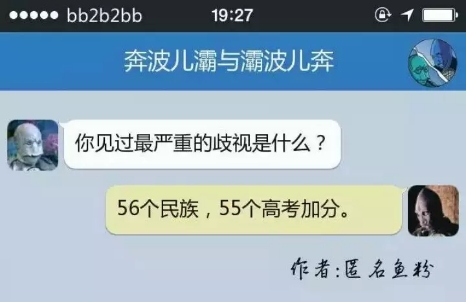 bb2b2bb 19:27
奔波儿灞与灞波儿奔
你见过最严重的歧视是什么？
56个民族，55个高考加分。
作者:匿名鱼粉